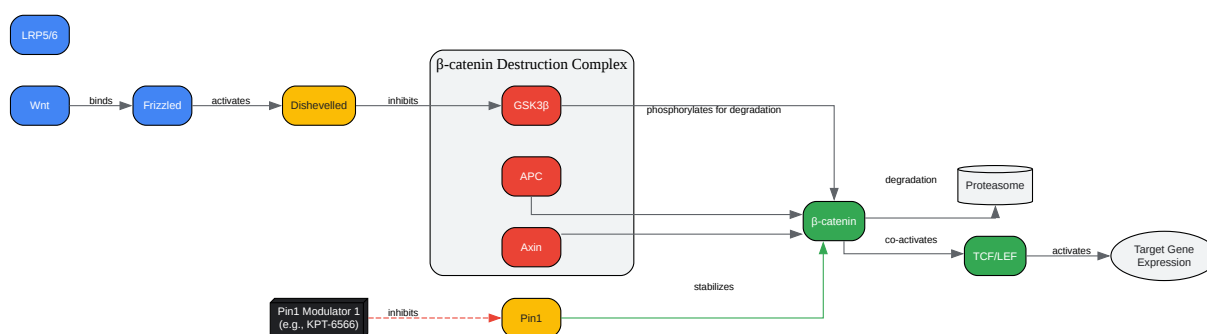 LRP5/6
β-catenin Destruction Complex
Wnt
binds
Frizzled
activates
Dishevelled
inhibits
GSK3β
phosphorylates for degradation
APC
Axin
β-catenin
degradation
Proteasome
co-activates
TCF/LEF
activates
Target Gene
Expression
stabilizes
Pin1 Modulator 1
(e.g., KPT-6566)
inhibits
Pin1